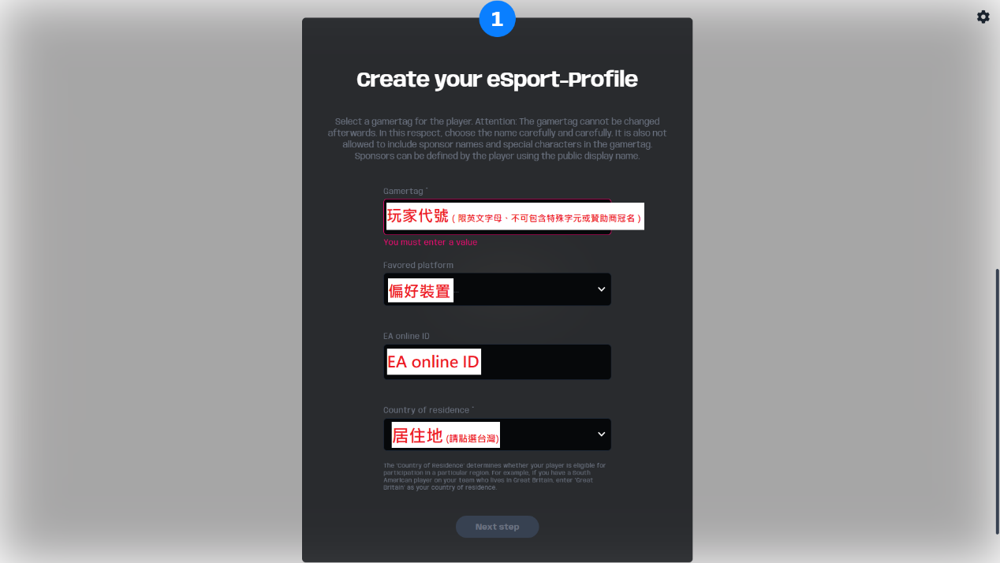 1
Create your eSport-Profile
Select a gamertag for the player. Attention: The gamertag cannot be changed
afterwards. In this respect, choose the name carefully and carefully. It is also not
allowed to include sponsor names and special characters in the gamertag.
Sponsors can be defined by the player using the public display name.
Gamertag *
玩家代號 ( 限英文字母、不可包含特殊字元或贊助商冠名 )
You must enter a value
Favored platform
偏好裝置
EA online ID
EA online ID
Country of residence *
居住地 (請點選台灣)
The 'Country of Residence' determines whether your player is eligible for
participation in a particular region. For example, if you have a South
American player on your team who lives in Great Britain, enter 'Great
Britain' as your country of residence.
Next step